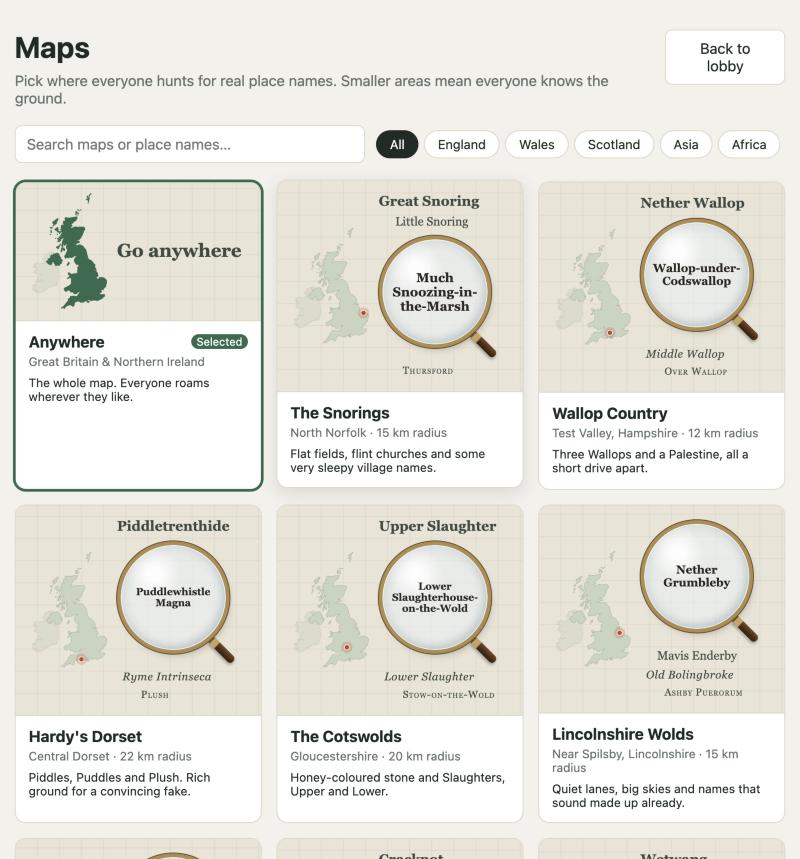 Maps
Back to
lobby
Pick where everyone hunts for real place names. Smaller areas mean everyone knows the
ground.
Search maps or place names...
All
England
Wales
Scotland
Asia
Africa
Go anywhere
Anywhere
Selected
Great Britain & Northern Ireland
The whole map. Everyone roams
wherever they like.
Great Snoring
Little Snoring
Much
Snoozing-in-
the-Marsh
Thursford
The Snorings
North Norfolk · 15 km radius
Flat fields, flint churches and some
very sleepy village names.
Nether Wallop
Wallop-under-
Codswallop
Middle Wallop
Over Wallop
Wallop Country
Test Valley, Hampshire · 12 km radius
Three Wallops and a Palestine, all a
short drive apart.
Piddletrenthide
Puddlewhistle
Magna
Ryme Intrinseca
Plush
Hardy's Dorset
Central Dorset · 22 km radius
Piddles, Puddles and Plush. Rich
ground for a convincing fake.
Upper Slaughter
Lower
Slaughterhouse-
on-the-Wold
Lower Slaughter
Stow-on-the-Wold
The Cotswolds
Gloucestershire · 20 km radius
Honey-coloured stone and Slaughters,
Upper and Lower.
Nether
Grumbleby
Mavis Enderby
Old Bolingbroke
Ashby Puerorum
Lincolnshire Wolds
Near Spilsby, Lincolnshire · 15 km
radius
Quiet lanes, big skies and names that
sound made up already.
Crackpot
Wetwang